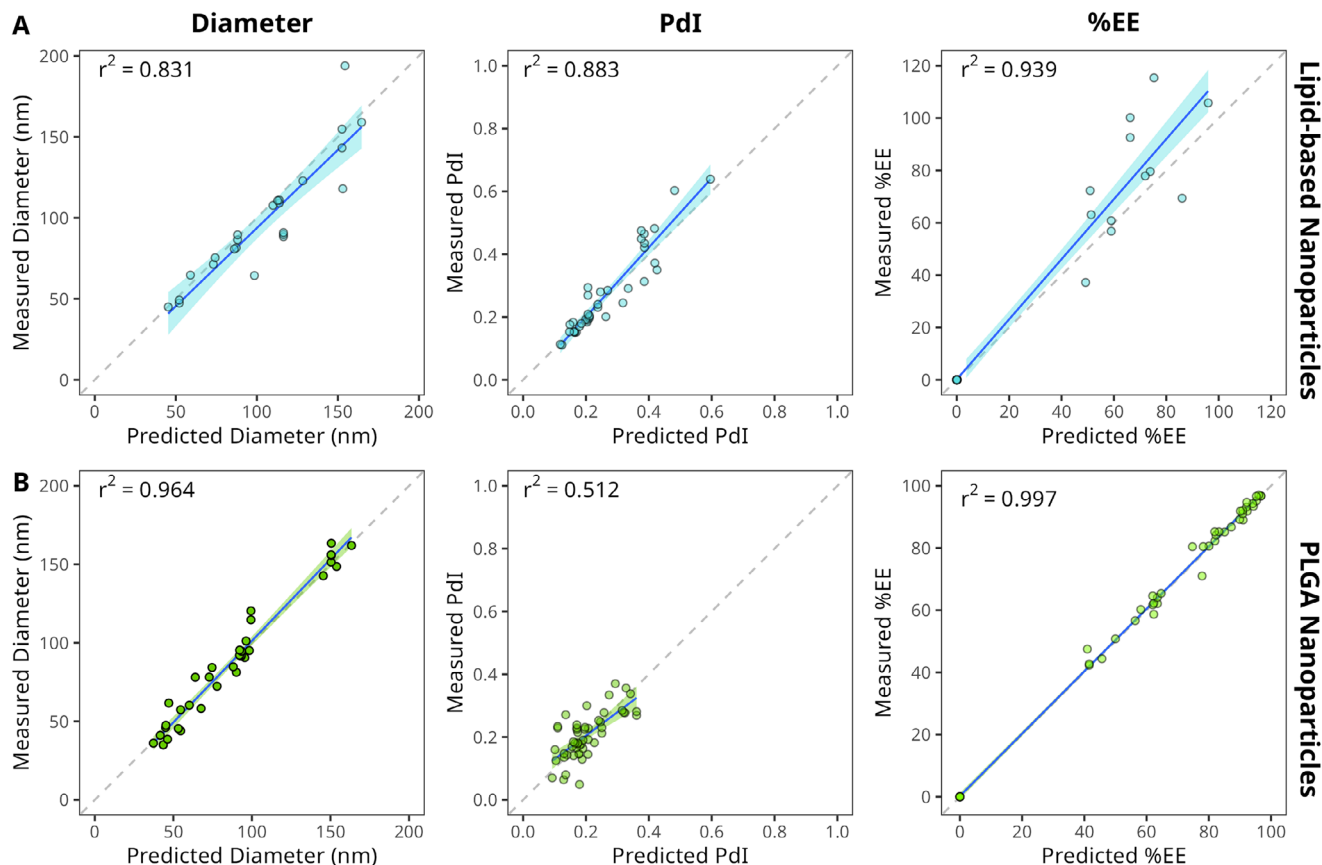 A
Diameter
PdI
%EE
r² = 0.831
200
150
100
50
0
0
50
100
150
200
Measured Diameter (nm)
Predicted Diameter (nm)
r² = 0.883
1.0
0.8
0.6
0.4
0.2
0.0
0.0
0.2
0.4
0.6
0.8
1.0
Measured PdI
Predicted PdI
r² = 0.939
120
100
80
60
40
20
0
0
20
40
60
80
100
120
Measured %EE
Predicted %EE
Lipid-based Nanoparticles
B
r² = 0.964
200
150
100
50
0
0
50
100
150
200
Measured Diameter (nm)
Predicted Diameter (nm)
r² = 0.512
1.0
0.8
0.6
0.4
0.2
0.0
0.0
0.2
0.4
0.6
0.8
1.0
Measured PdI
Predicted PdI
r² = 0.997
100
80
60
40
20
0
0
20
40
60
80
100
Measured %EE
Predicted %EE
PLGA Nanoparticles